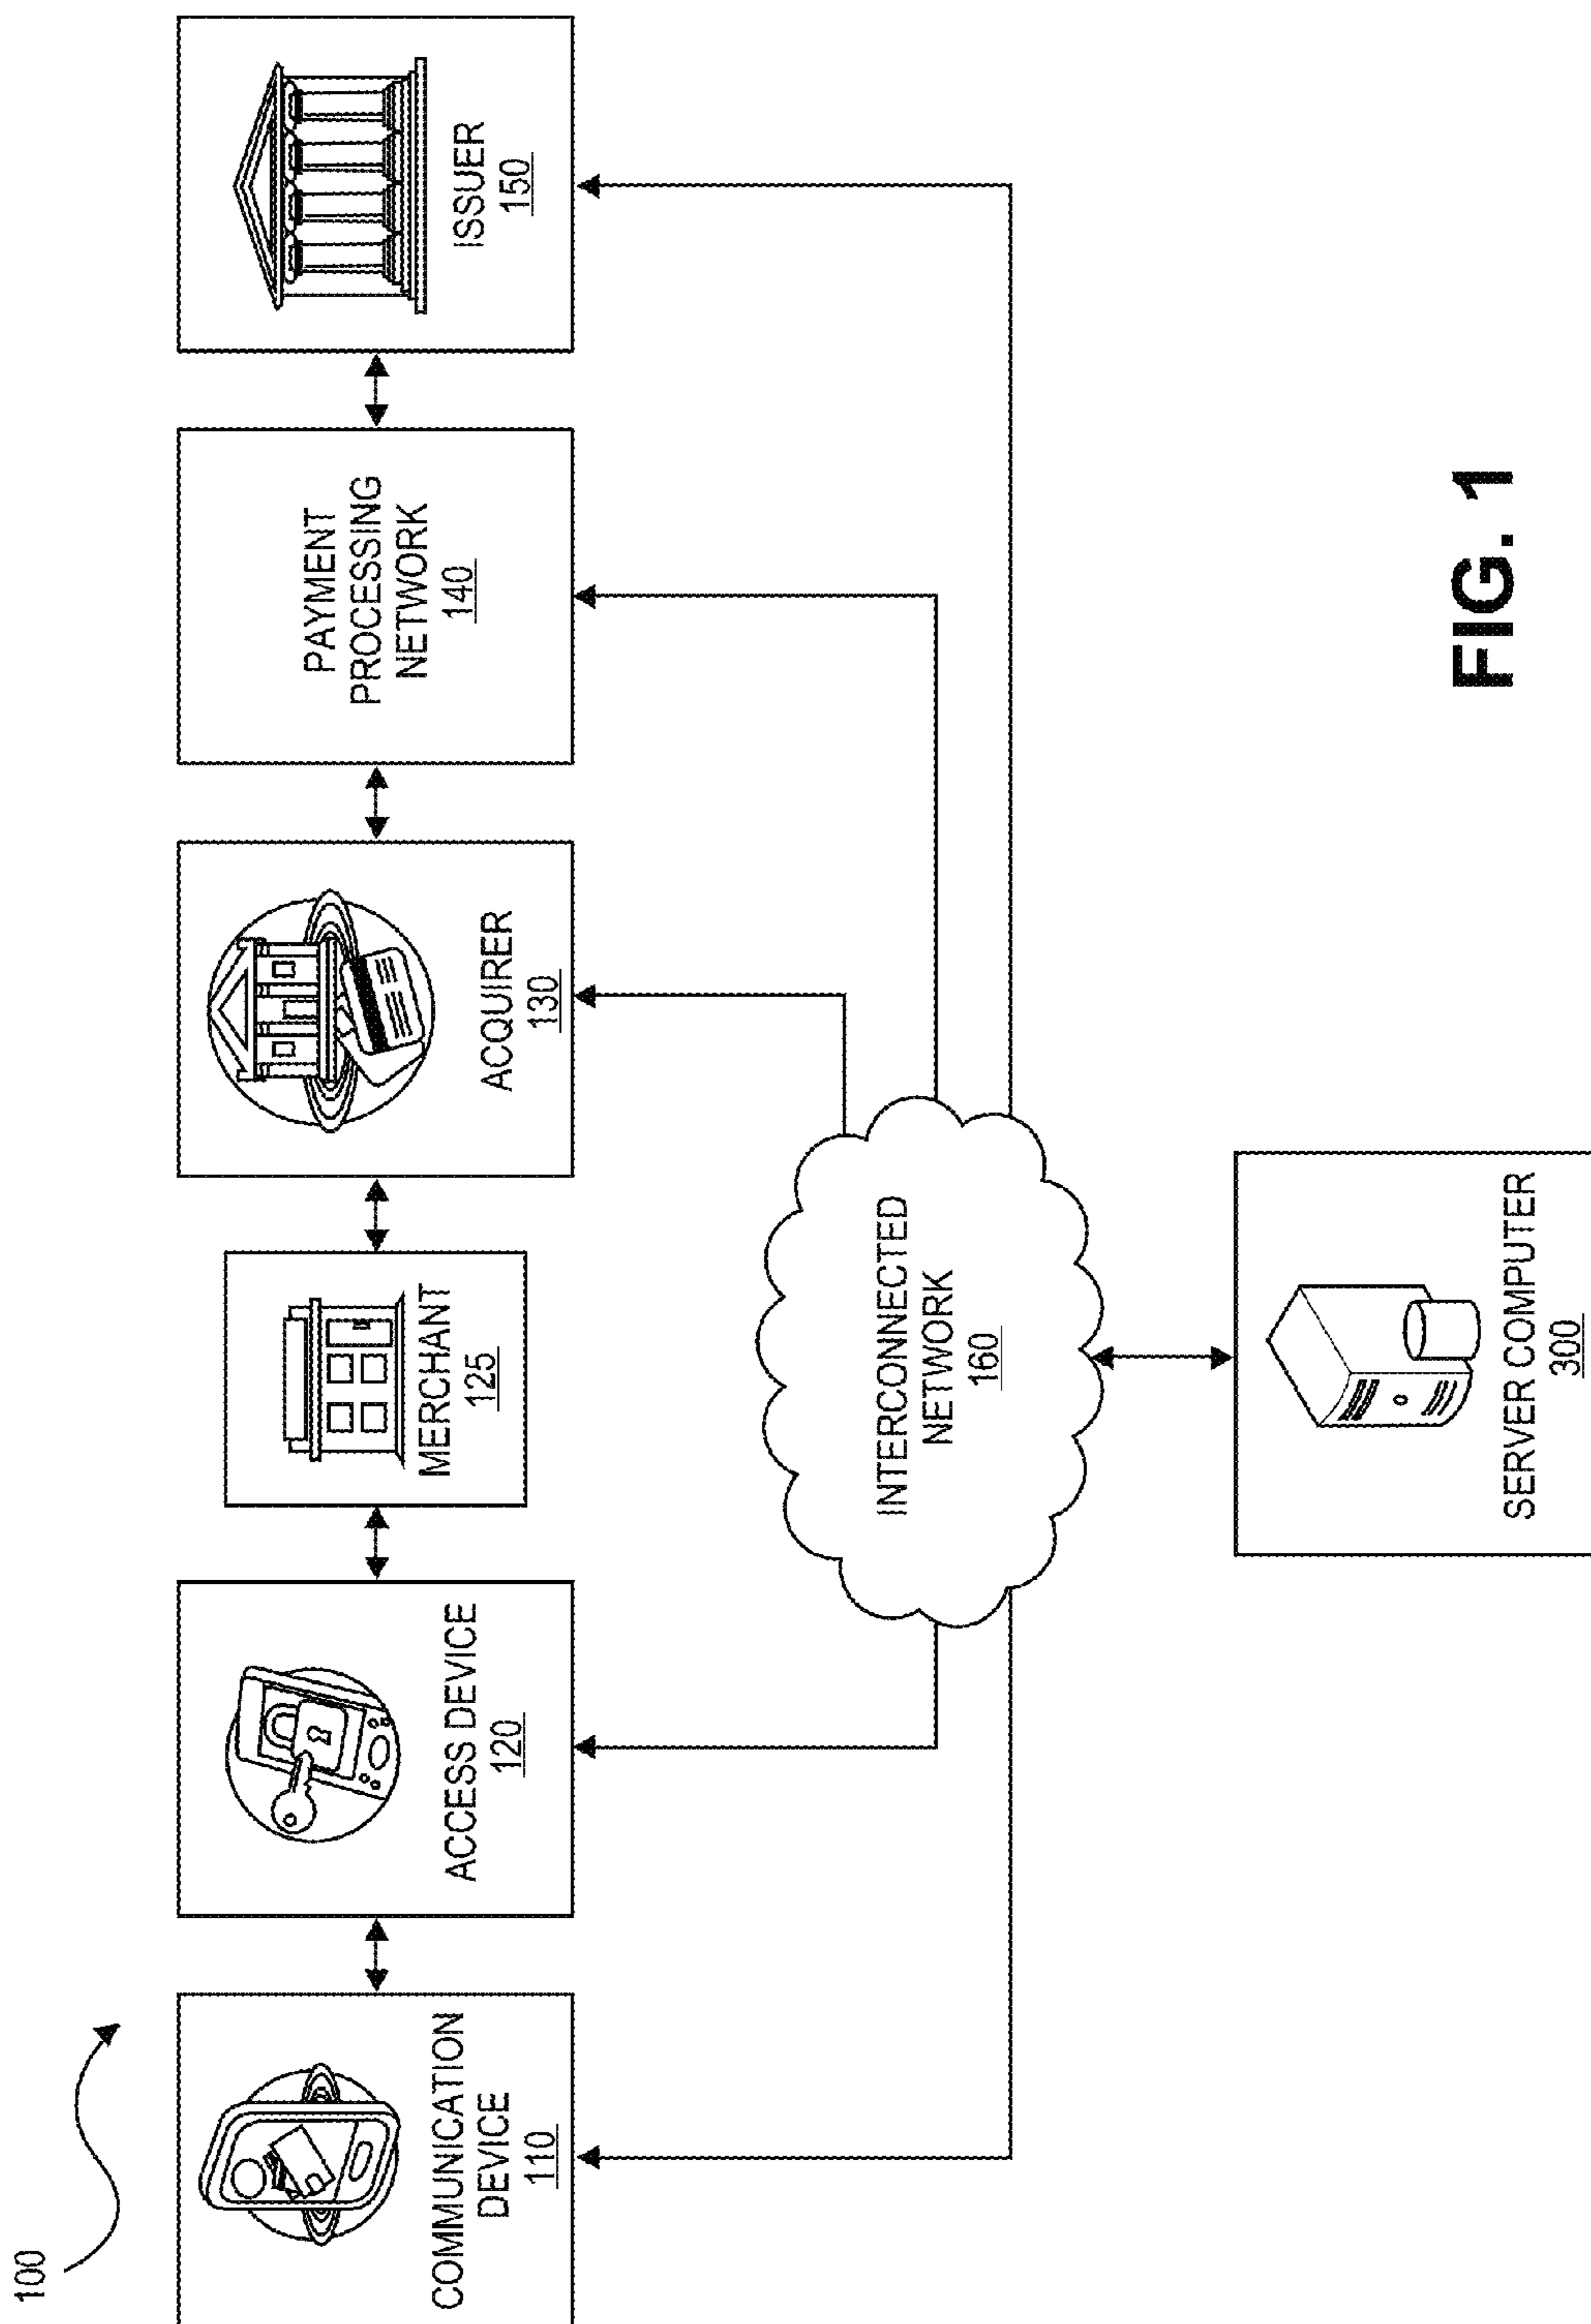 100
COMMUNICATION
DEVICE
110
ACCESS DEVICE
120
MERCHANT
125
ACQUIRER
130
PAYMENT
PROCESSING
NETWORK
140
ISSUER
150
INTERCONNECTED
NETWORK
160
SERVER COMPUTER
300
FIG. 1